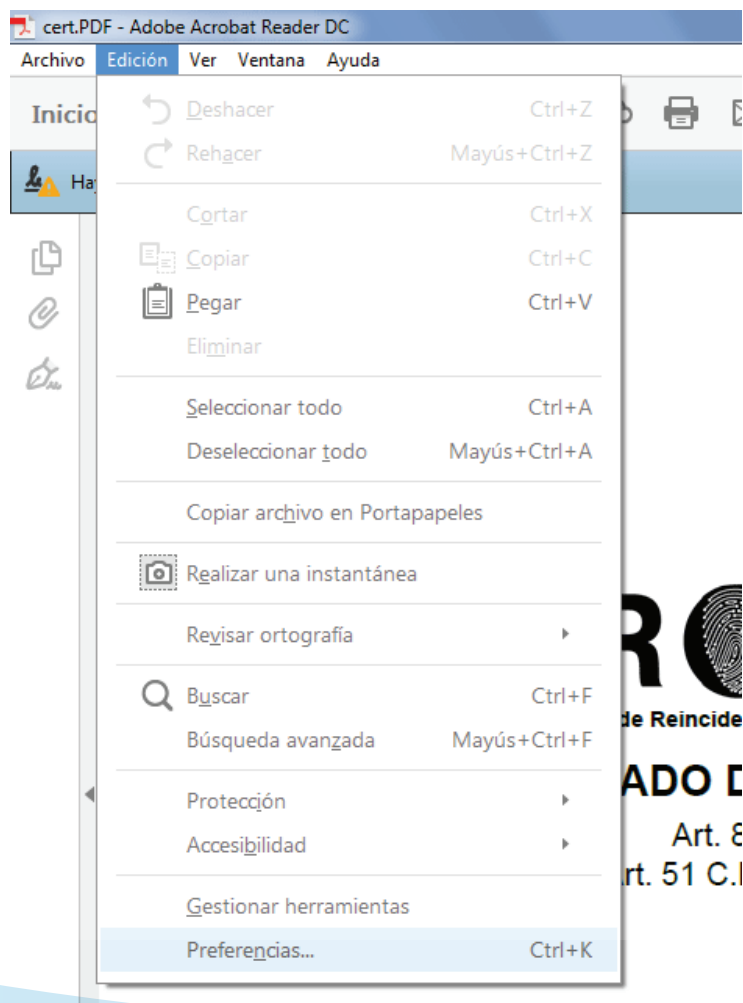 cert.PDF - Adobe Acrobat Reader DC
Archivo Edición Ver Ventana Ayuda
Inicio
Deshacer Ctrl+Z
Rehacer Mayús+Ctrl+Z
Cortar Ctrl+X
Copiar Ctrl+C
Pegar Ctrl+V
Eliminar
Seleccionar todo Ctrl+A
Deseleccionar todo Mayús+Ctrl+A
Copiar archivo en Portapapeles
Realizar una instantánea
Revisar ortografía
Buscar Ctrl+F
Búsqueda avanzada Mayús+Ctrl+F
Protección
Accesibilidad
Gestionar herramientas
Preferencias... Ctrl+K
R
de Reincide
ADO D
Art. 8
rt. 51 C.